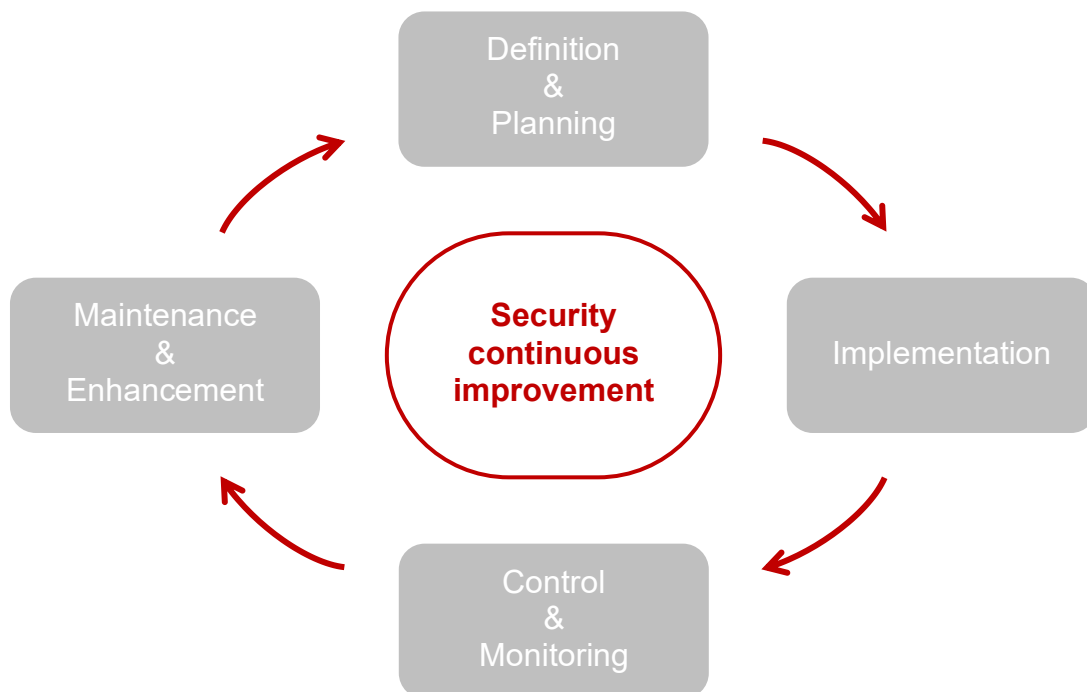 Definition
&
Planning
Maintenance
&
Enhancement
Security
continuous
improvement
Implementation
Control
&
Monitoring